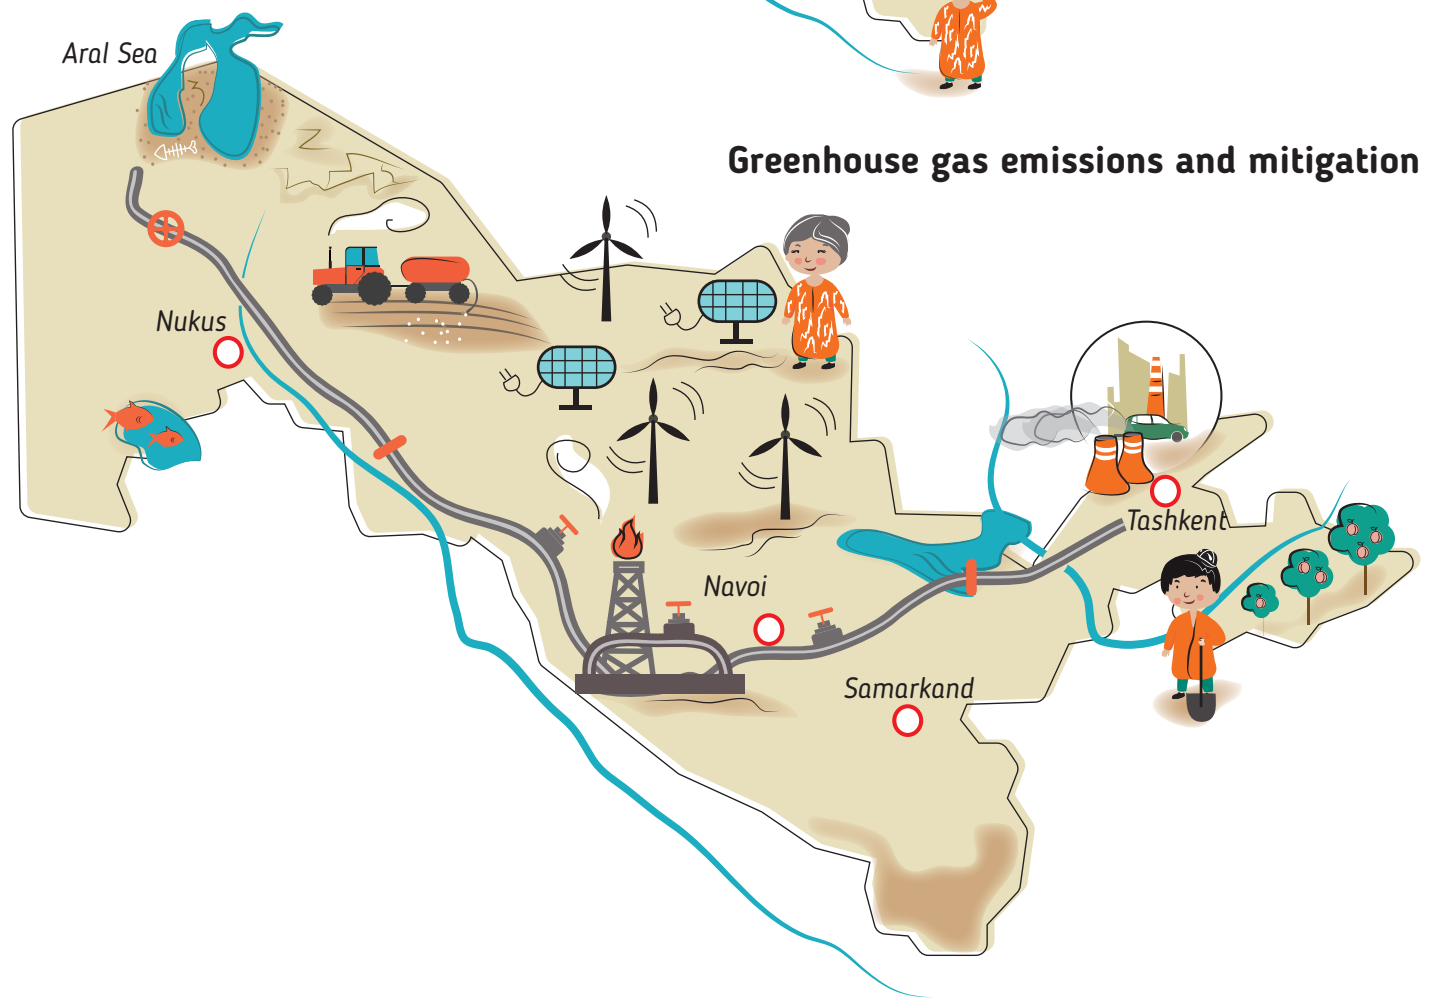 Aral Sea
Greenhouse gas emissions and mitigation
Nukus
Tashkent
Navoi
Samarkand